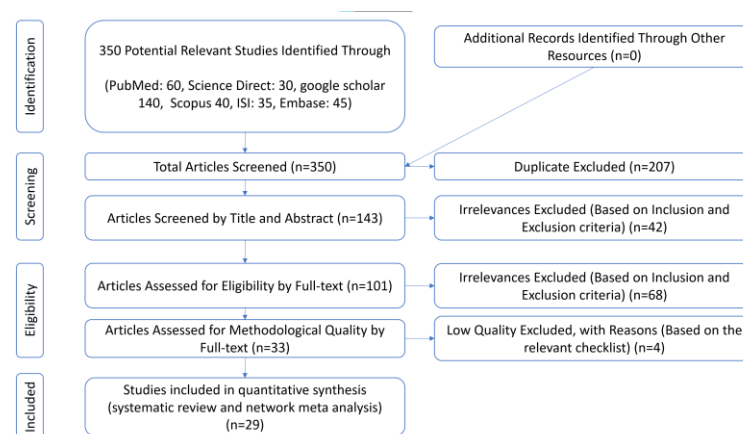 Identification
350 Potential Relevant Studies Identified Through
(PubMed: 60, Science Direct: 30, google scholar
140, Scopus 40, ISI: 35, Embase: 45)
Additional Records Identified Through Other
Resources (n=0)
Screening
Total Articles Screened (n=350)
Duplicate Excluded (n=207)
Articles Screened by Title and Abstract (n=143)
Irrelevances Excluded (Based on Inclusion and
Exclusion criteria) (n=42)
Eligibility
Articles Assessed for Eligibility by Full-text (n=101)
Irrelevances Excluded (Based on Inclusion and
Exclusion criteria) (n=68)
Articles Assessed for Methodological Quality by
Full-text (n=33)
Low Quality Excluded, with Reasons (Based on the
relevant checklist) (n=4)
Included
Studies included in quantitative synthesis
(systematic review and network meta analysis)
(n=29)